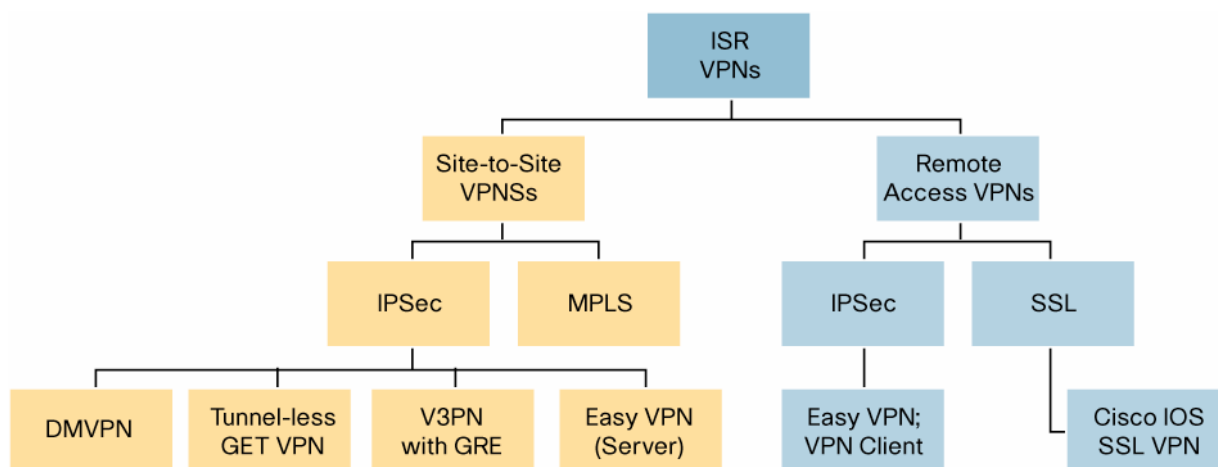 ISR
VPNs
Site-to-Site
VPNSs
Remote
Access VPNs
IPSec
MPLS
IPSec
SSL
DMVPN
Tunnel-less
GET VPN
V3PN
with GRE
Easy VPN
(Server)
Easy VPN;
VPN Client
Cisco IOS
SSL VPN